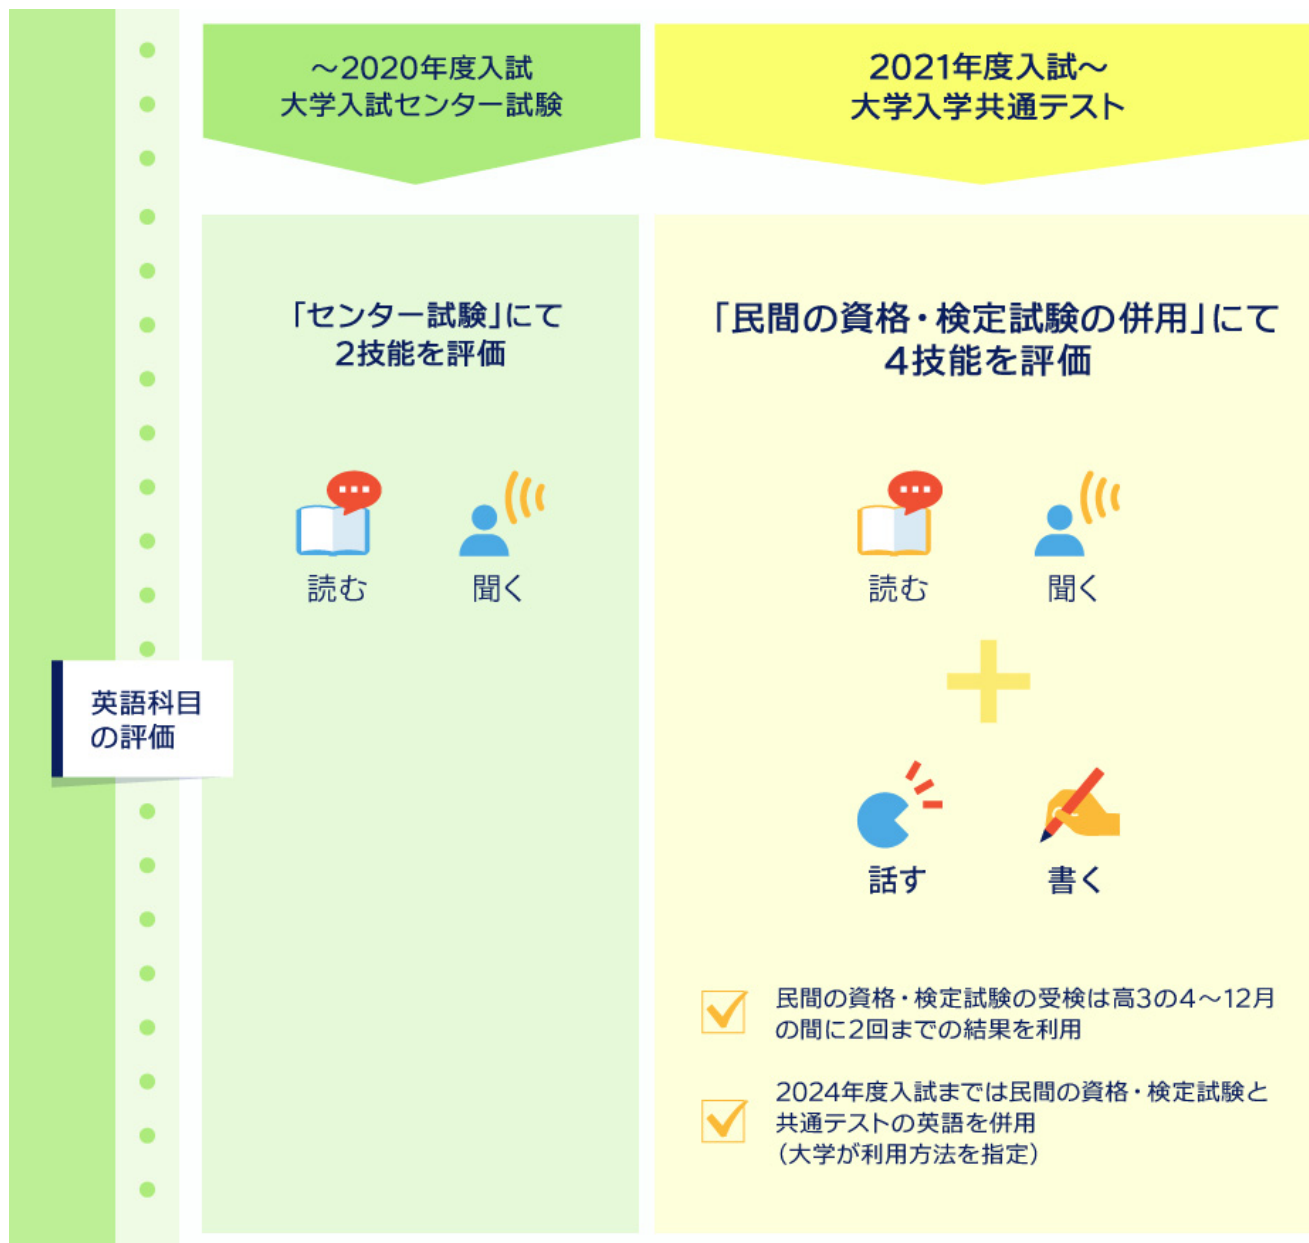 ～2020年度入試
大学入試センター試験
2021年度入試～
大学入学共通テスト
英語科目
の評価
「センター試験」にて
2技能を評価
読む
聞く
「民間の資格・検定試験の併用」にて
4技能を評価
読む
聞く
話す
書く
民間の資格・検定試験の受検は高3の4～12月
の間に2回までの結果を利用
2024年度入試までは民間の資格・検定試験と
共通テストの英語を併用
（大学が利用方法を指定）